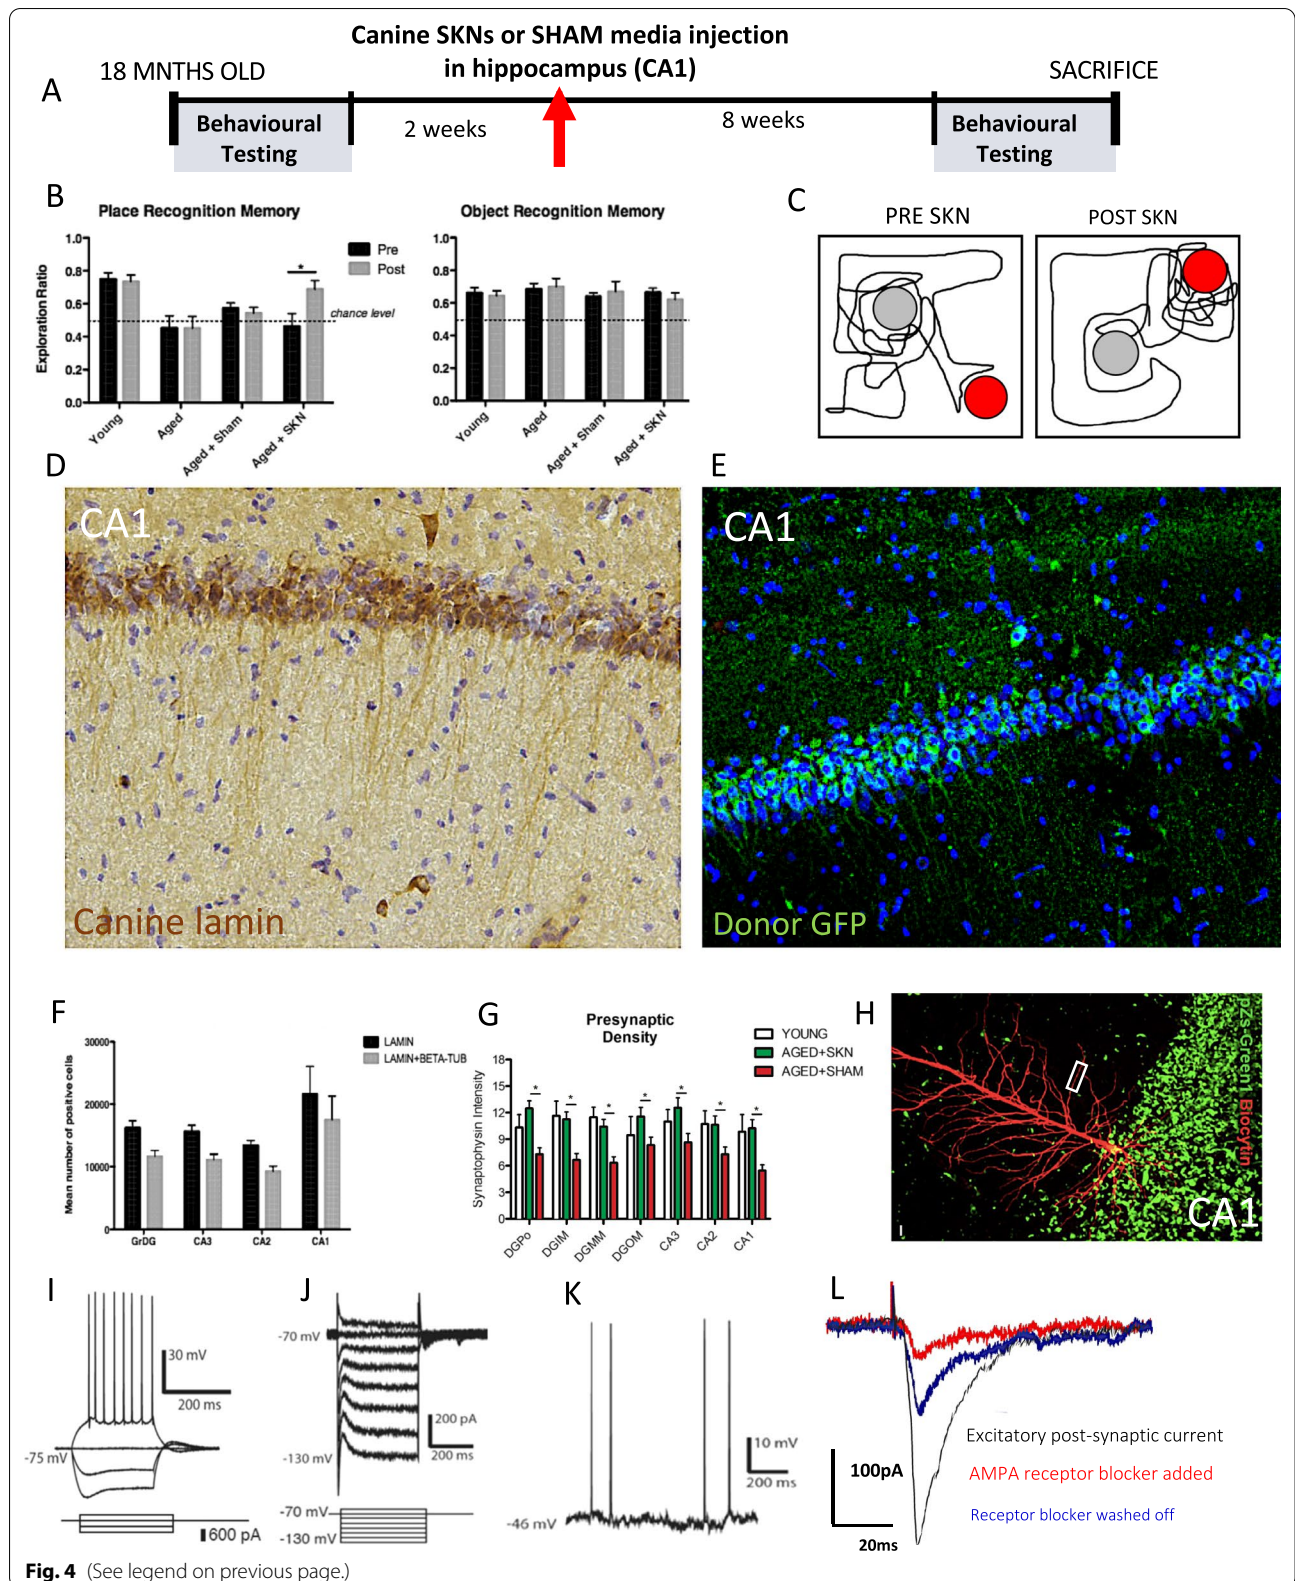 Canine SKNs or SHAM media injection
in hippocampus (CA1)
18 MNTHS OLD
SACRIFICE
A
Behavioural
Testing
2 weeks
8 weeks
Behavioural
Testing
B
Place Recognition Memory
Exploration Ratio
1.0
0.8
0.6
0.4
0.2
0.0
Pre
Post
*
chance level
Young
Aged
Aged + Sham
Aged + SKN
Object Recognition Memory
1.0
0.8
0.6
0.4
0.2
0.0
Young
Aged
Aged + Sham
Aged + SKN
C
PRE SKN
POST SKN
D
CA1
Canine lamin
E
CA1
Donor GFP
F
Mean number of positive cells
30000
20000
10000
0
LAMIN
LAMIN+BETA-TUB
GrDG
CA3
CA2
CA1
G
Presynaptic
Density
Synaptophysin Intensity
18
15
12
9
6
3
0
YOUNG
AGED+SKN
AGED+SHAM
*
*
*
*
*
*
*
DGPo
DGIM
DGMM
DGOM
CA3
CA2
CA1
H
pZsGreen1
Biocytin
CA1
I
30 mV
200 ms
-75 mV
600 pA
J
-70 mV
-130 mV
200 pA
200 ms
-70 mV
-130 mV
K
10 mV
200 ms
-46 mV
L
Excitatory post-synaptic current
AMPA receptor blocker added
Receptor blocker washed off
100pA
20ms
Fig. 4 (See legend on previous page.)